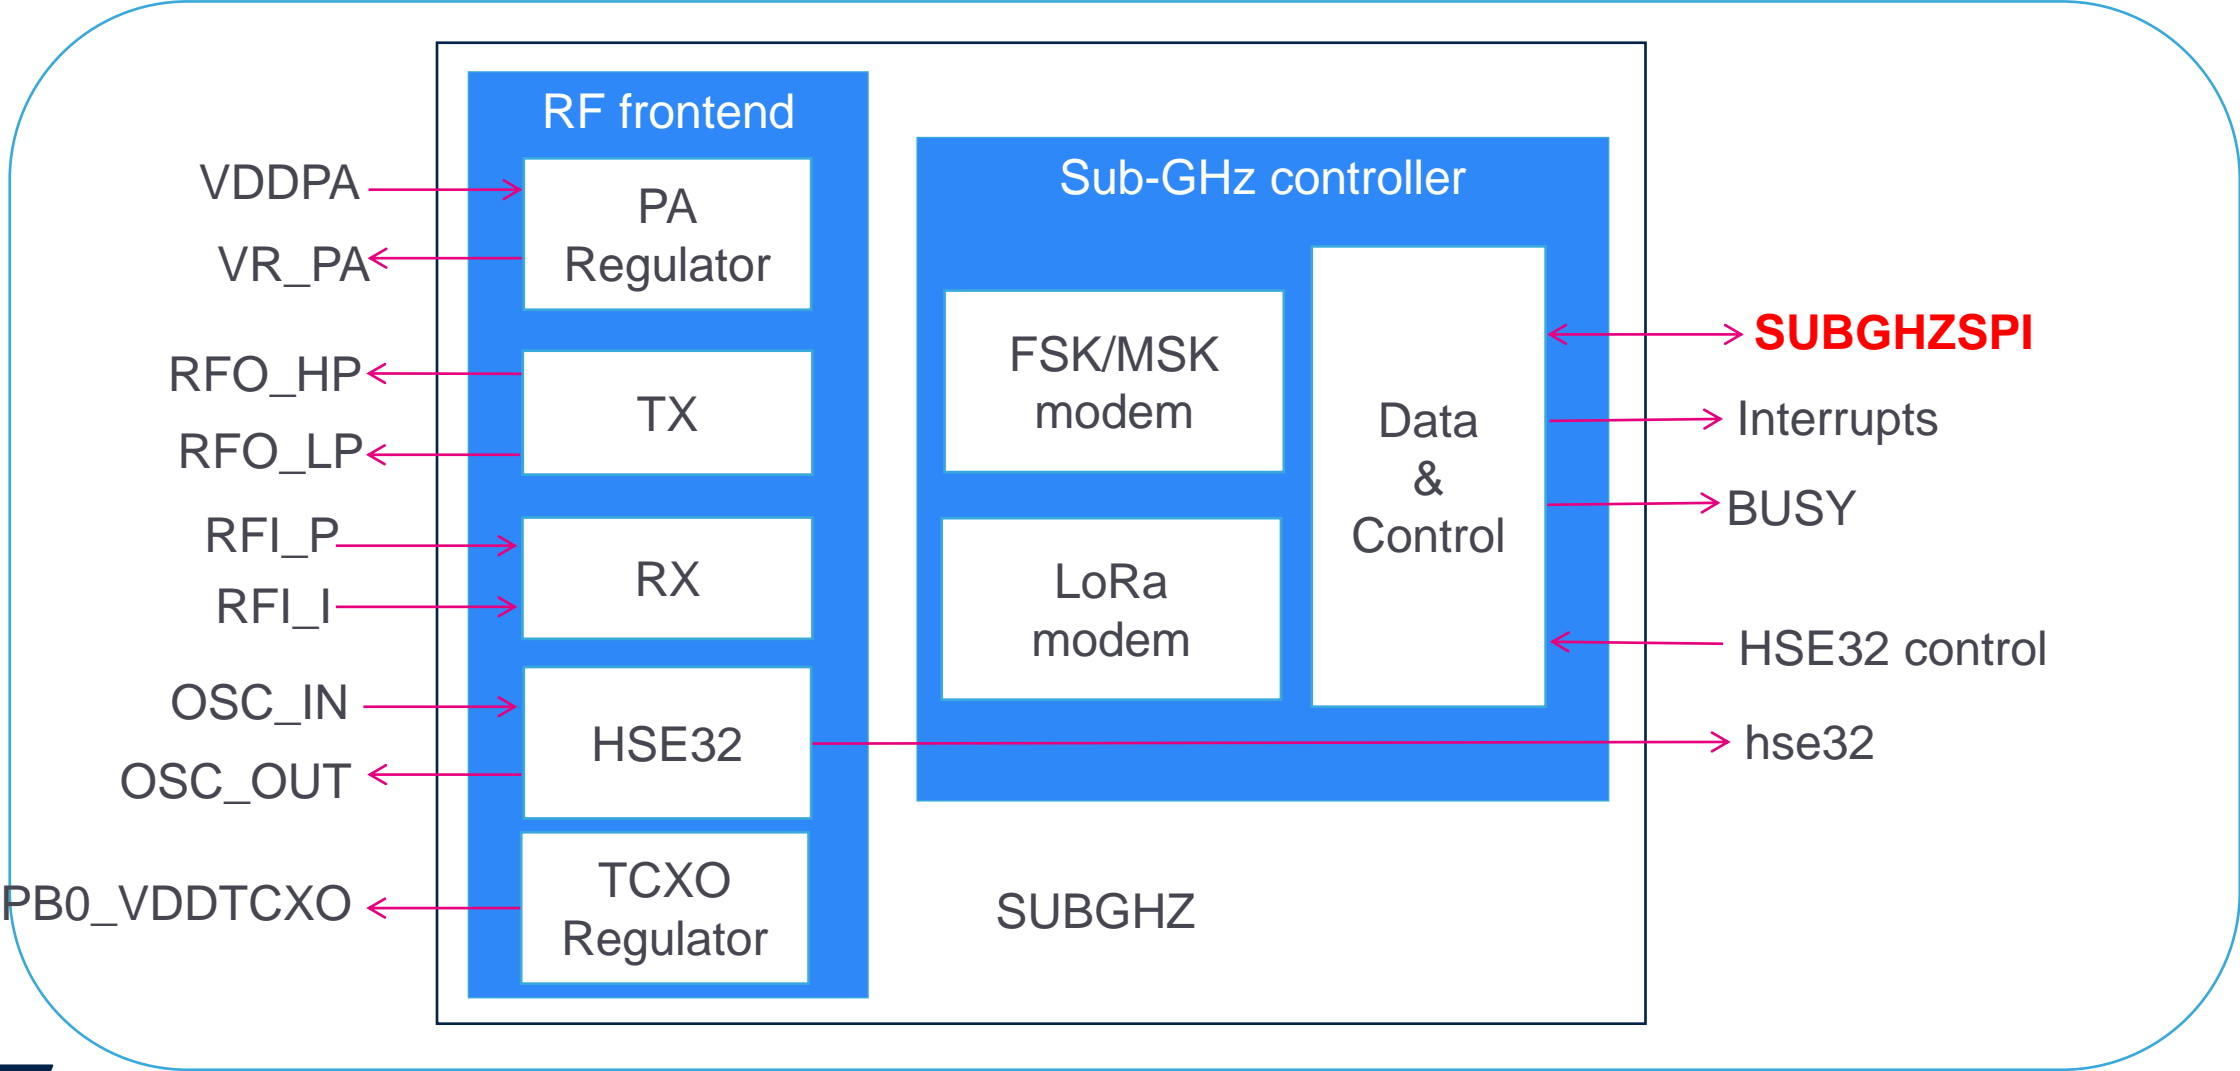 RF frontend
Sub-GHz controller
VDDPA
VR_PA
PA
Regulator
RFO_HP
RFO_LP
TX
RFI_P
RFI_I
RX
OSC_IN
OSC_OUT
HSE32
PB0_VDDTCXO
TCXO
Regulator
FSK/MSK
modem
LoRa
modem
Data
&
Control
SUBGHZSPI
Interrupts
BUSY
HSE32 control
hse32
SUBGHZ